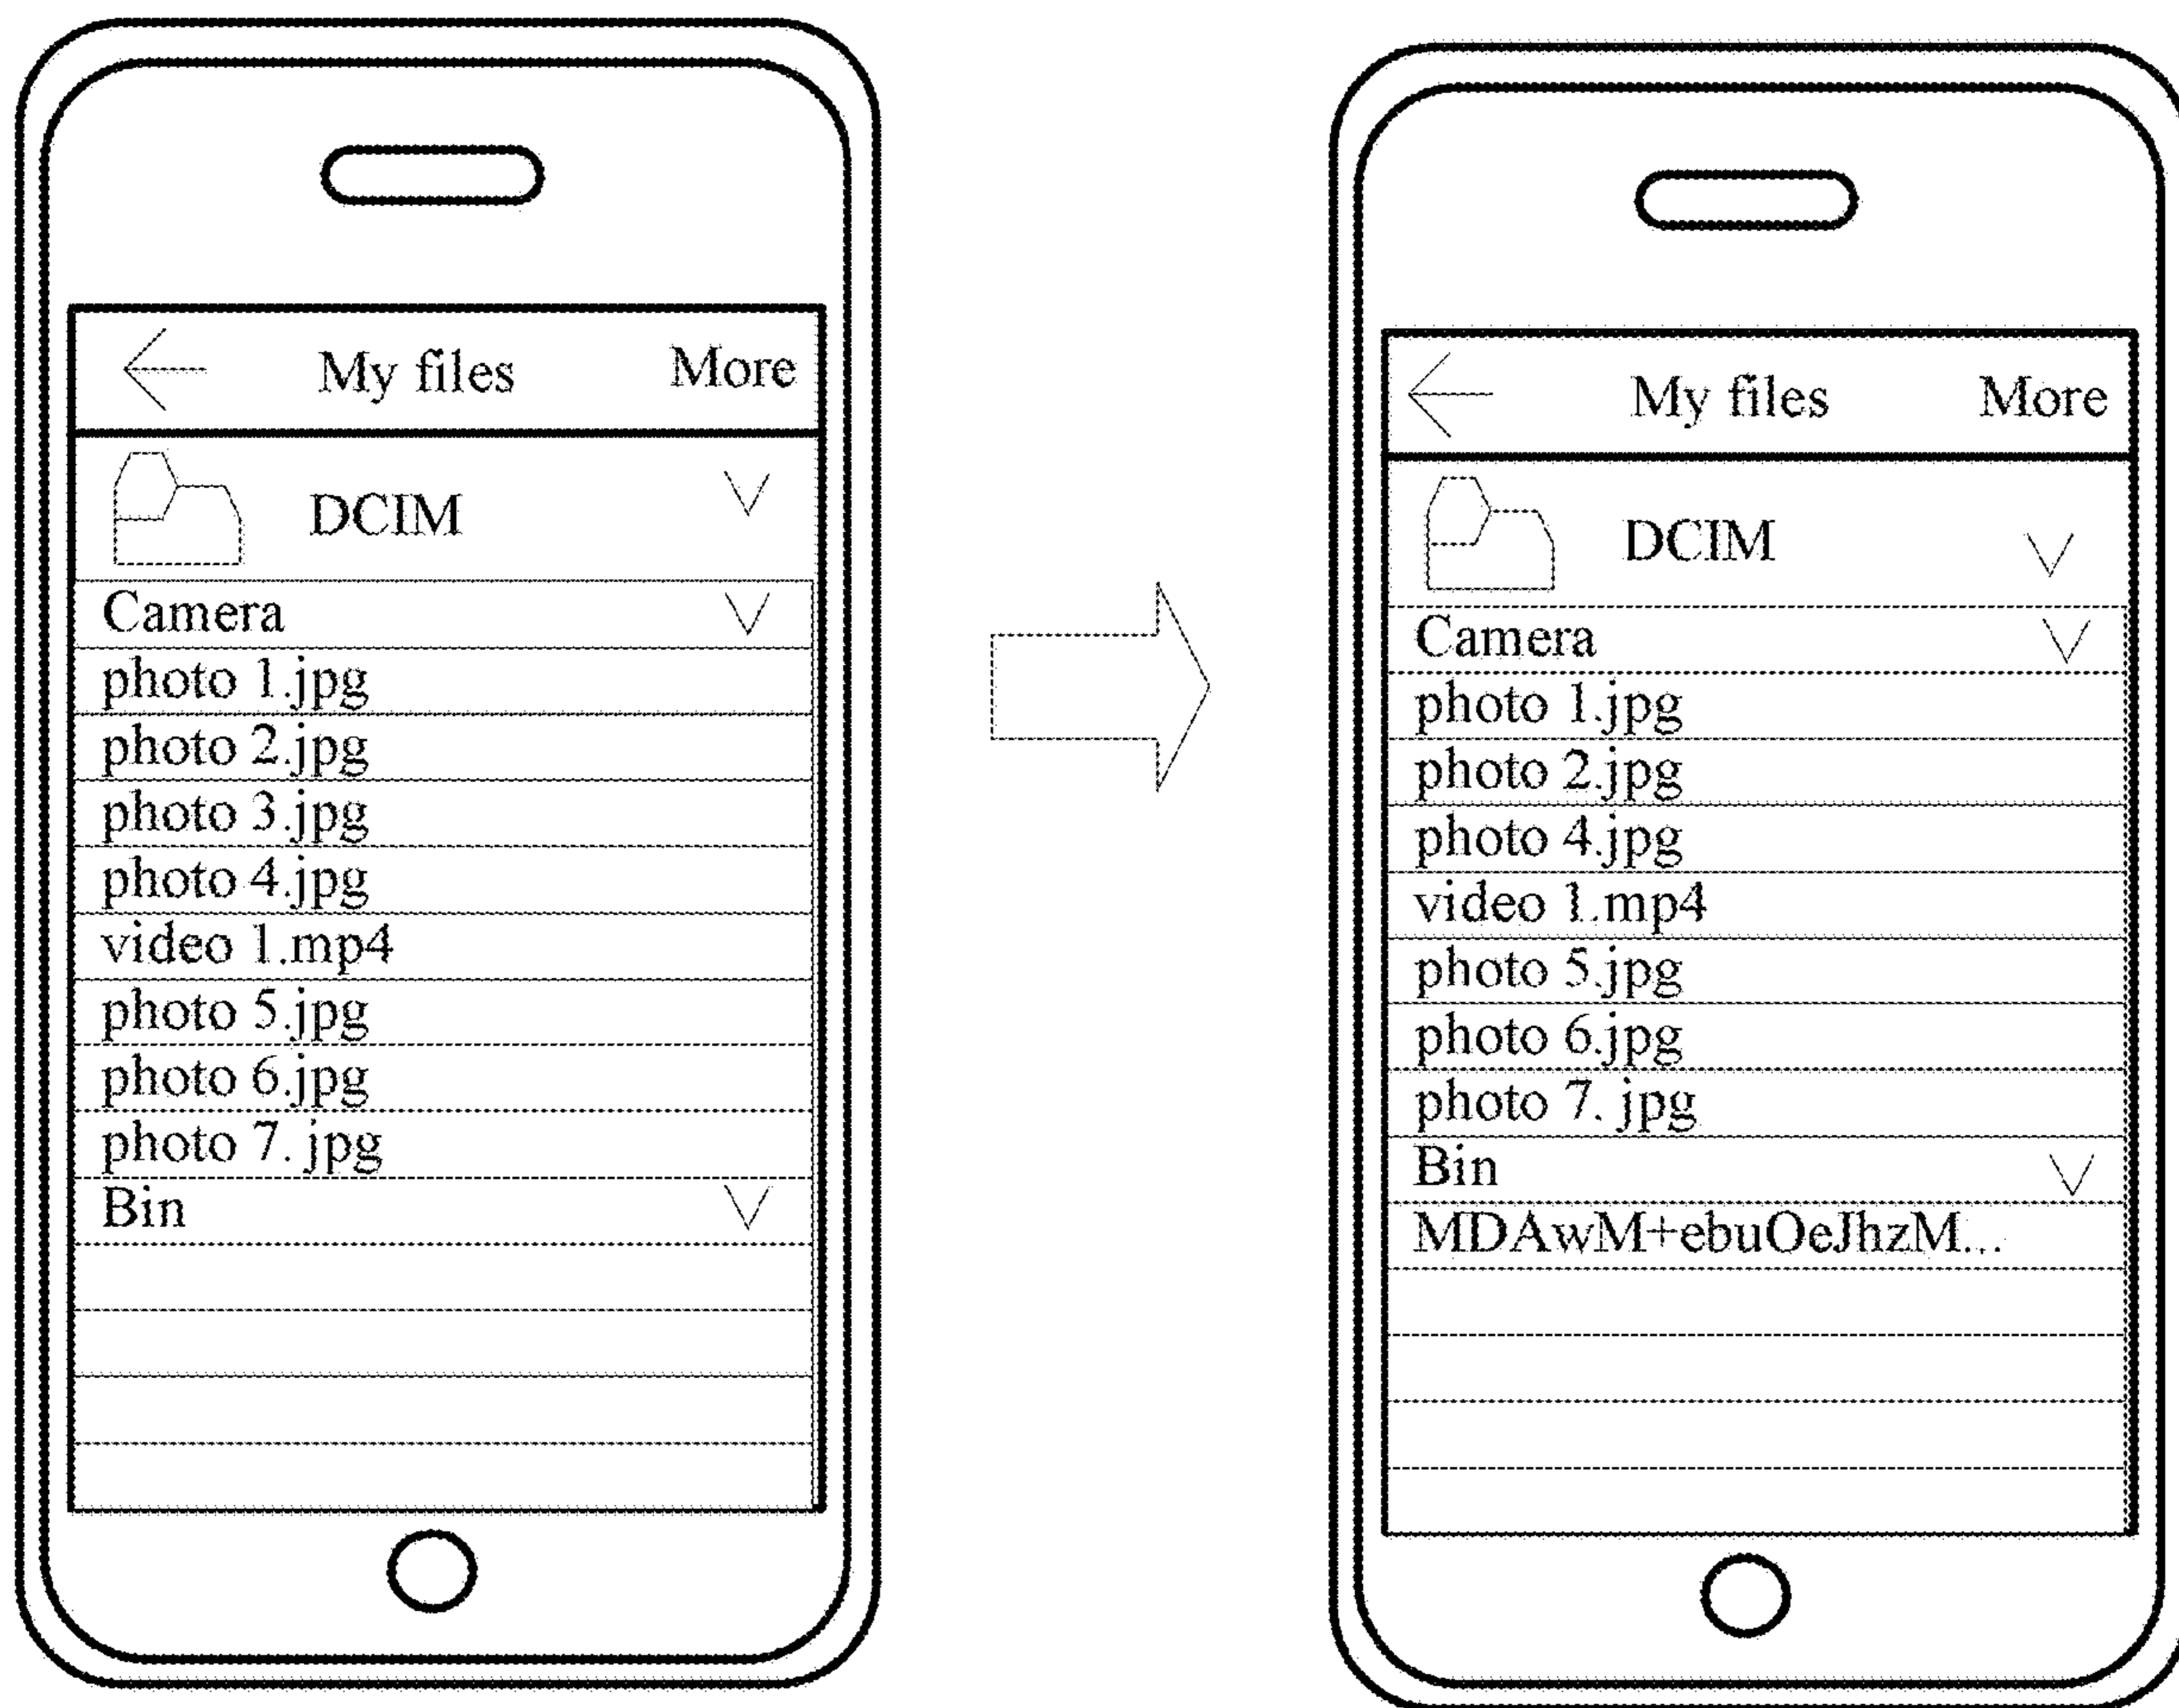 My files More
DCIM
Camera
photo 1.jpg
photo 2.jpg
photo 3.jpg
photo 4.jpg
video 1.mp4
photo 5.jpg
photo 6.jpg
photo 7. jpg
Bin
My files More
DCIM
Camera
photo 1.jpg
photo 2.jpg
photo 4.jpg
video 1.mp4
photo 5.jpg
photo 6.jpg
photo 7. jpg
Bin
MDAwM+ebuOeJhzM...